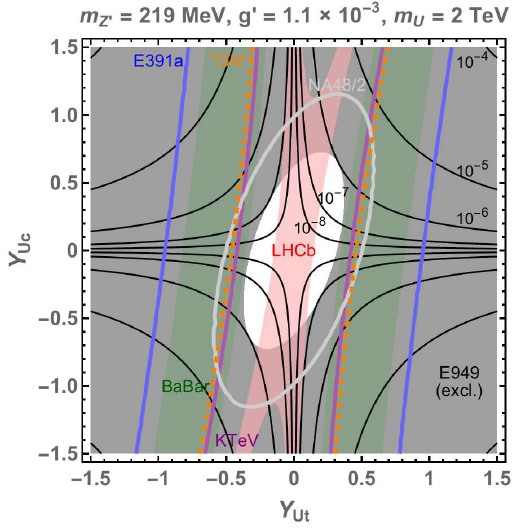 m_Z' = 219 MeV, g' = 1.1 × 10⁻³, m_U = 2 TeV
E391a
"GN"
NA48/2
10⁻⁴
10⁻⁵
10⁻⁶
10⁻⁷
10⁻⁸
LHCb
BaBar
KTeV
E949
(excl.)
Y_Uc
1.5
1.0
0.5
0
−0.5
−1.0
−1.5
−1.5 −1.0 −0.5 0 0.5 1.0 1.5
Y_Ut